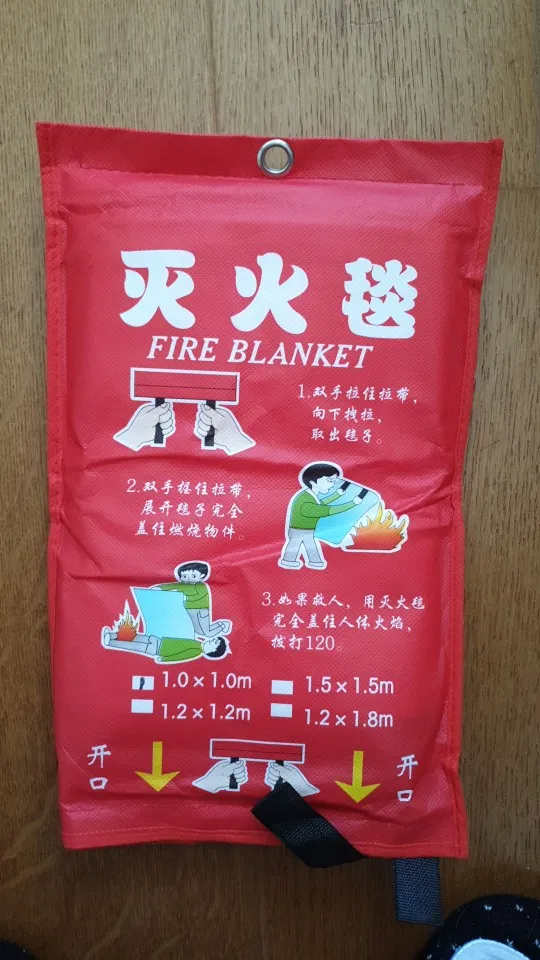 灭火毯
FIRE BLANKET
1.双手拉住拉带，
向下拽拉，
取出毯子。
2.双手握住拉带，
展开毯子完全
盖住燃烧物件。
3.如果救人，用灭火毯
完全盖住人体火焰，
拨打120。
1.0×1.0m
1.5×1.5m
1.2×1.2m
1.2×1.8m
开口
开口